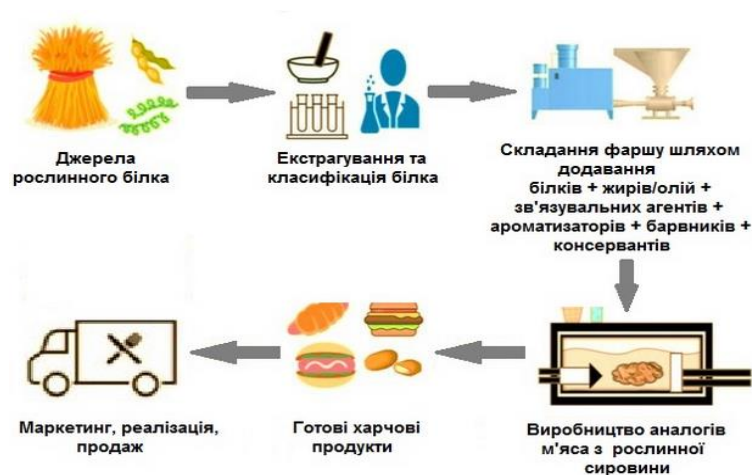 Джерела
рослинного білка
Екстрагування та
класифікація білка
Складання фаршу шляхом
додавання
білків + жирів/олій +
зв'язувальних агентів +
ароматизаторів + барвників +
консервантів
Маркетинг, реалізація,
продаж
Готові харчові
продукти
Виробництво аналогів
м'яса з рослинної
сировини